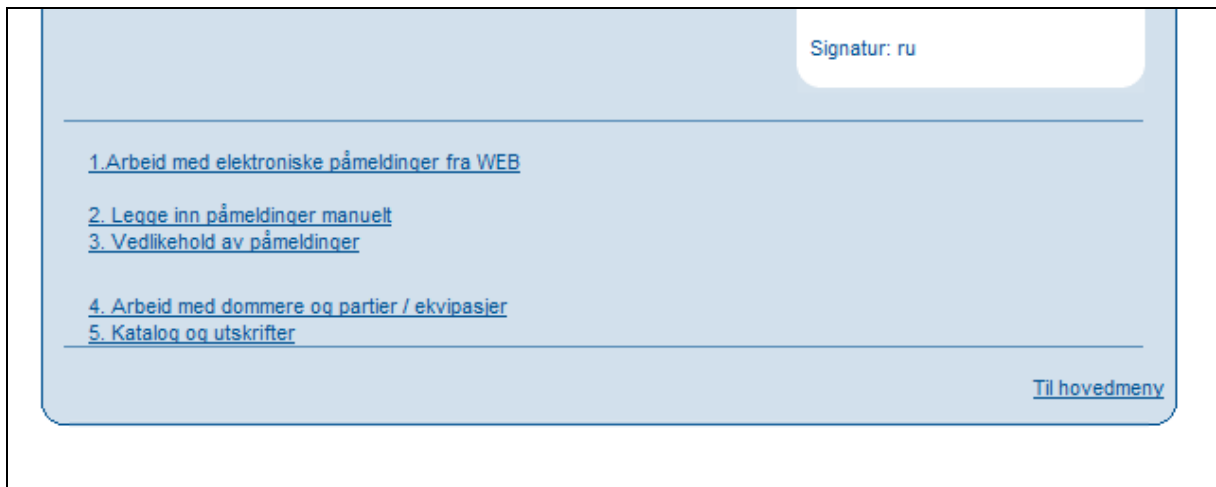 Signatur: ru
1.Arbeid med elektroniske påmeldinger fra WEB
2. Legge inn påmeldinger manuelt
3. Vedlikehold av påmeldinger
4. Arbeid med dommere og partier / ekvipasjer
5. Katalog og utskrifter
Til hovedmeny